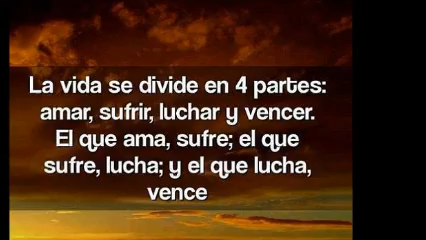 La vida se divide en 4 partes:
amar, sufrir, luchar y vencer.
El que ama, sufre; el que
sufre, lucha; y el que lucha,
vence